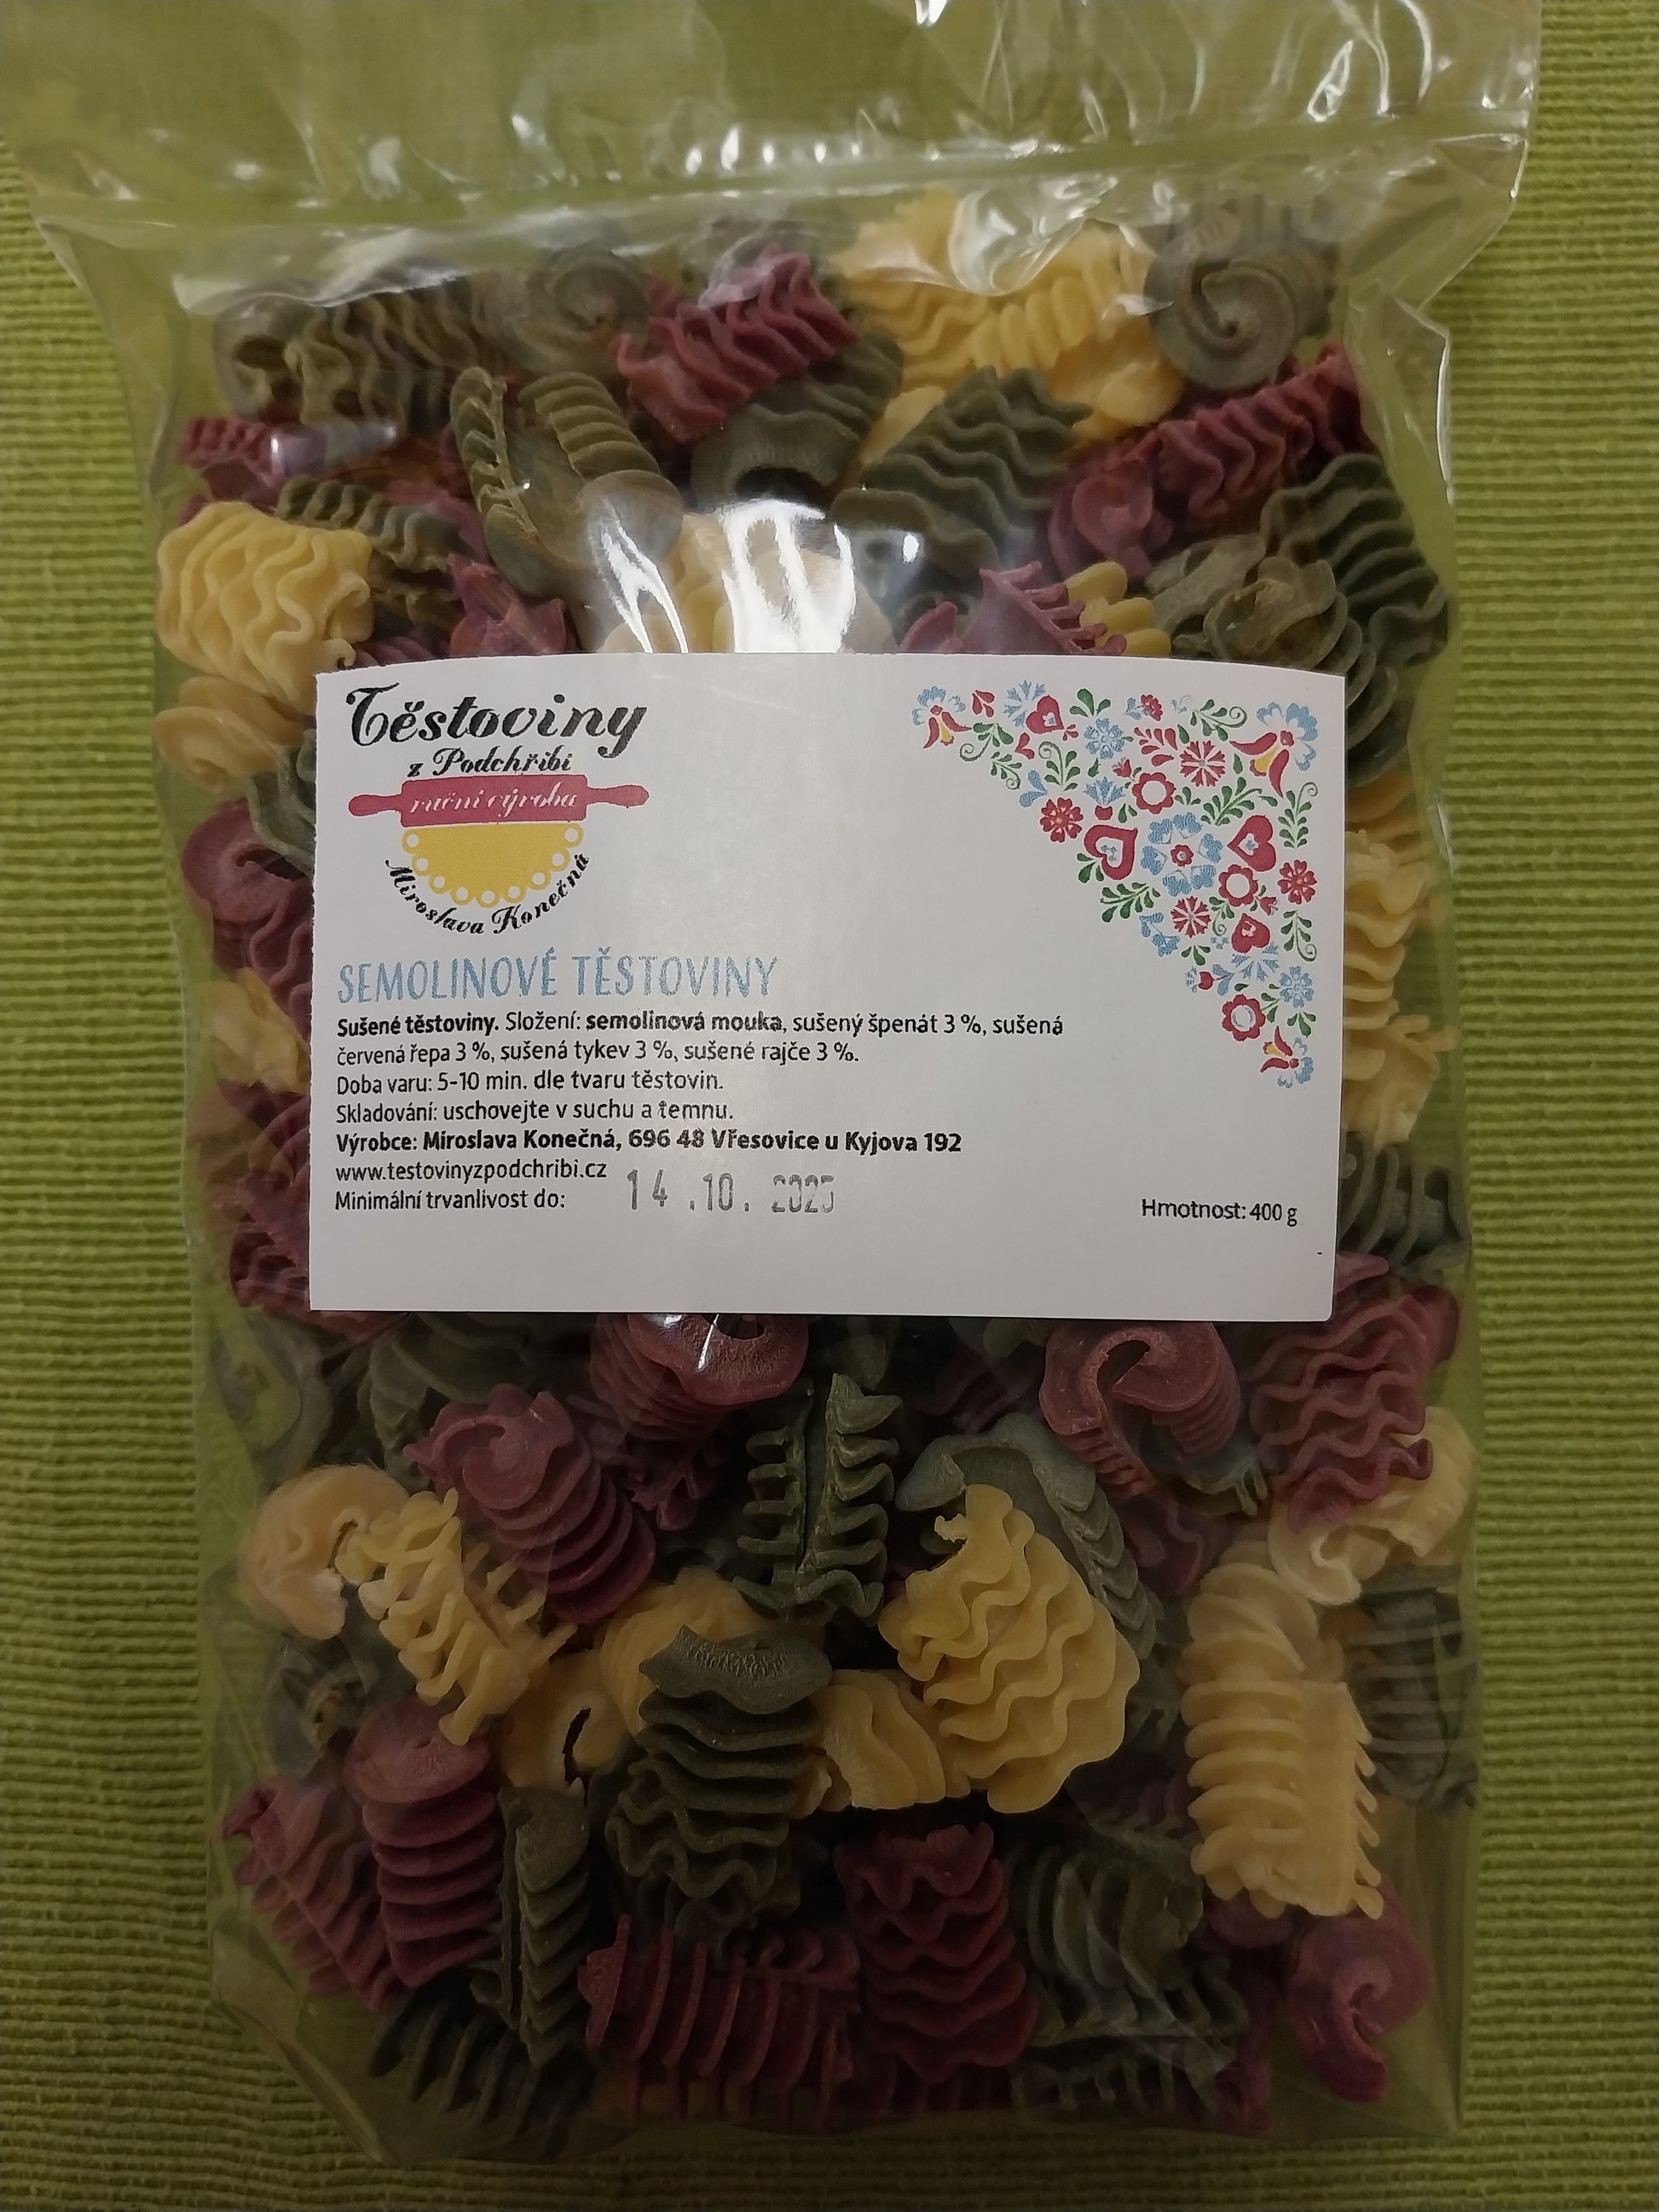 Těstoviny
z Podchřibí
ruční výroba
Miroslava Konečná
SEMOLINOVÉ TĚSTOVINY
Sušené těstoviny. Složení: semolinová mouka, sušený špenát 3 %, sušená
červená řepa 3 %, sušená tykev 3 %, sušené rajče 3 %.
Doba varu: 5-10 min. dle tvaru těstovin.
Skladování: uschovejte v suchu a temnu.
Výrobce: Miroslava Konečná, 696 48 Vřesovice u Kyjova 192
www.testovinyzpodchribi.cz
Minimální trvanlivost do: 14.10.2025
Hmotnost: 400 g